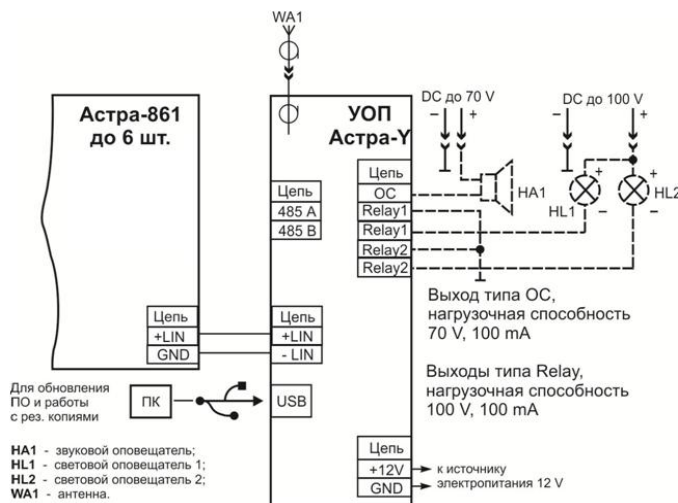 WA1
Астра-861
до 6 шт.
УОП
Астра-Y
DC до 70 V
– +
DC до 100 V
– +
Цепь
OC
Relay1
Relay1
Relay2
Relay2
HA1
+
HL1
–
+
HL2
–
Цепь
485 A
485 B
Выход типа ОС,
нагрузочная способность
70 V, 100 mA
Выходы типа Relay,
нагрузочная способность
100 V, 100 mA
Цепь
+LIN
GND
Цепь
+LIN
- LIN
Для обновления
ПО и работы
с рез. копиями
ПК
USB
HA1 - звуковой оповещатель;
HL1 - световой оповещатель 1;
HL2 - световой оповещатель 2;
WA1 - антенна.
Цепь
+12V
GND
к источнику
электропитания 12 V